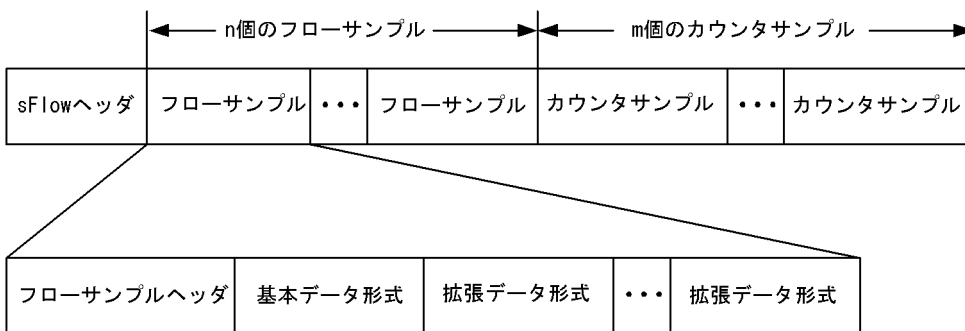 n個のフローサンプル m個のカウンタサンプル
sFlowヘッダ フローサンプル ・・・ フローサンプル カウンタサンプル ・・・ カウンタサンプル
フローサンプルヘッダ 基本データ形式 拡張データ形式 ・・・ 拡張データ形式